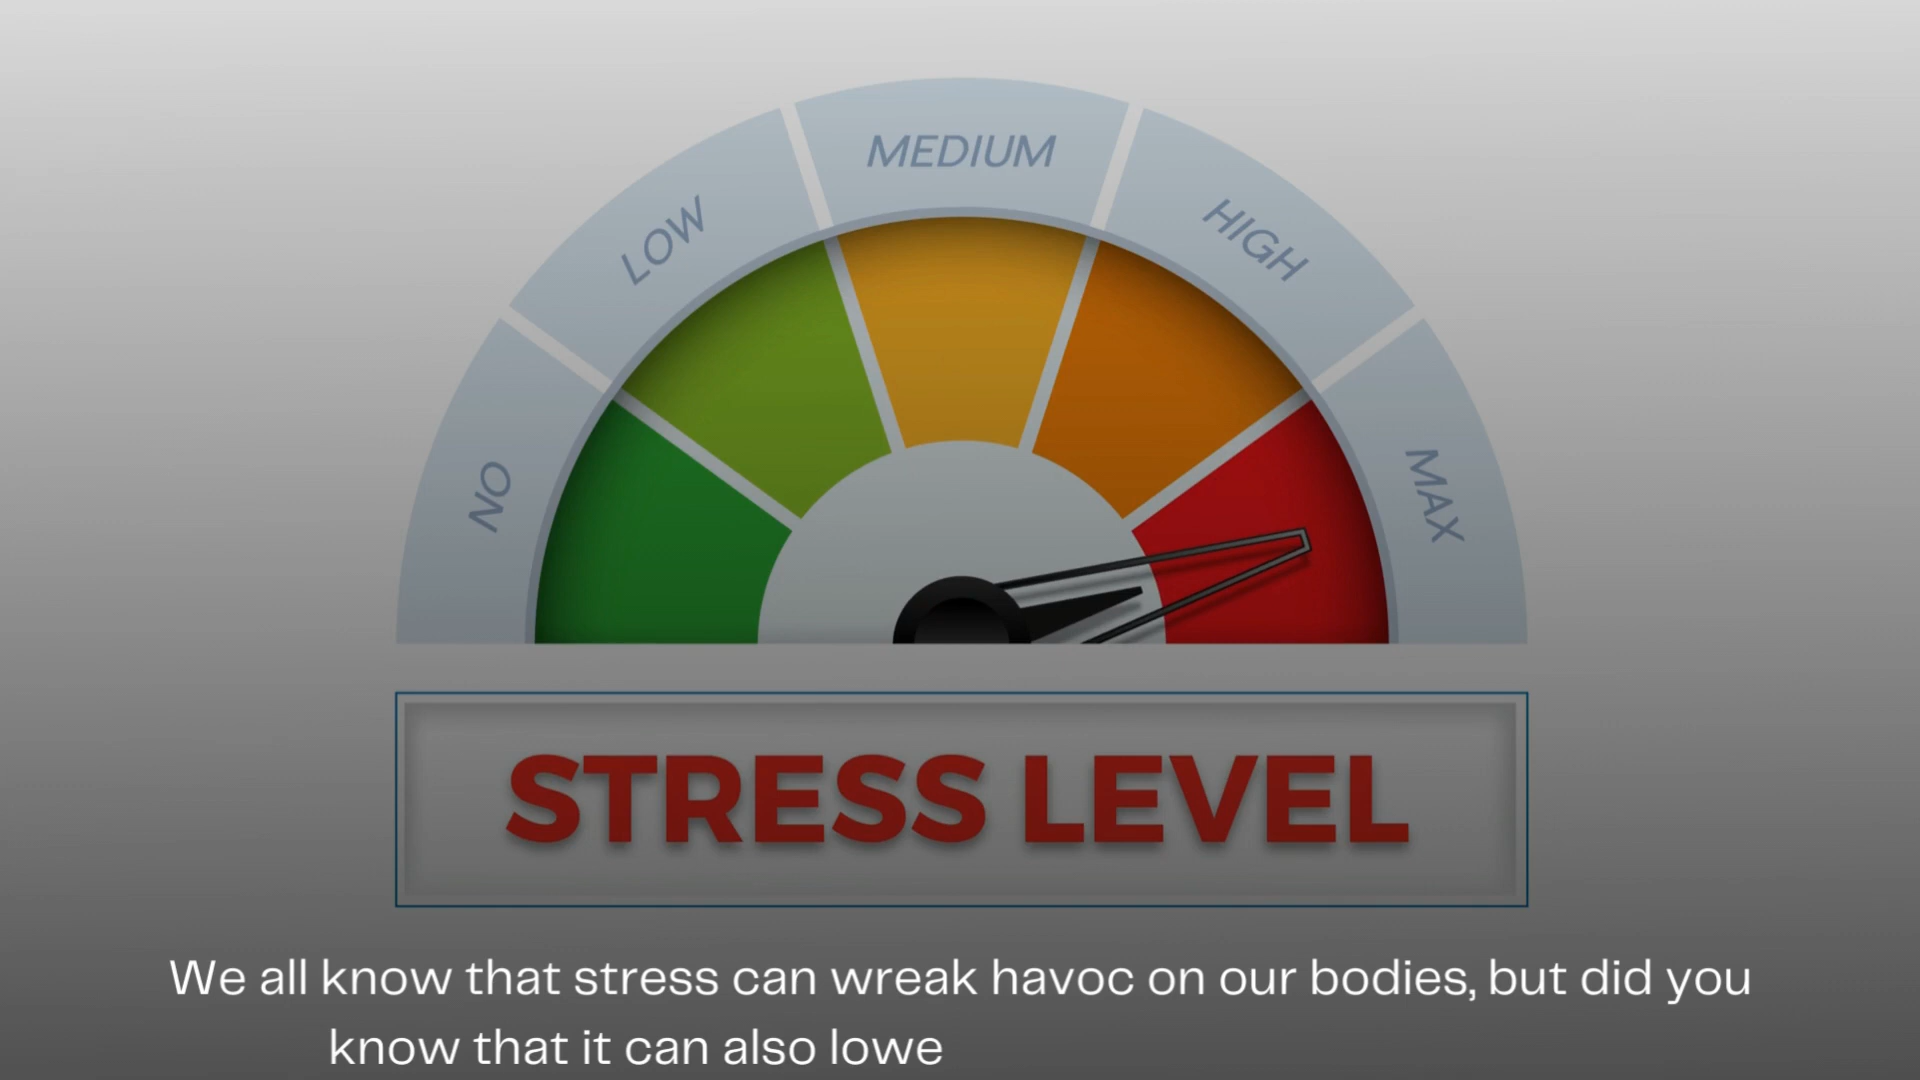 MEDIUM
LOW
HIGH
NO
MAX
STRESS LEVEL
We all know that stress can wreak havoc on our bodies, but did you
know that it can also lowe